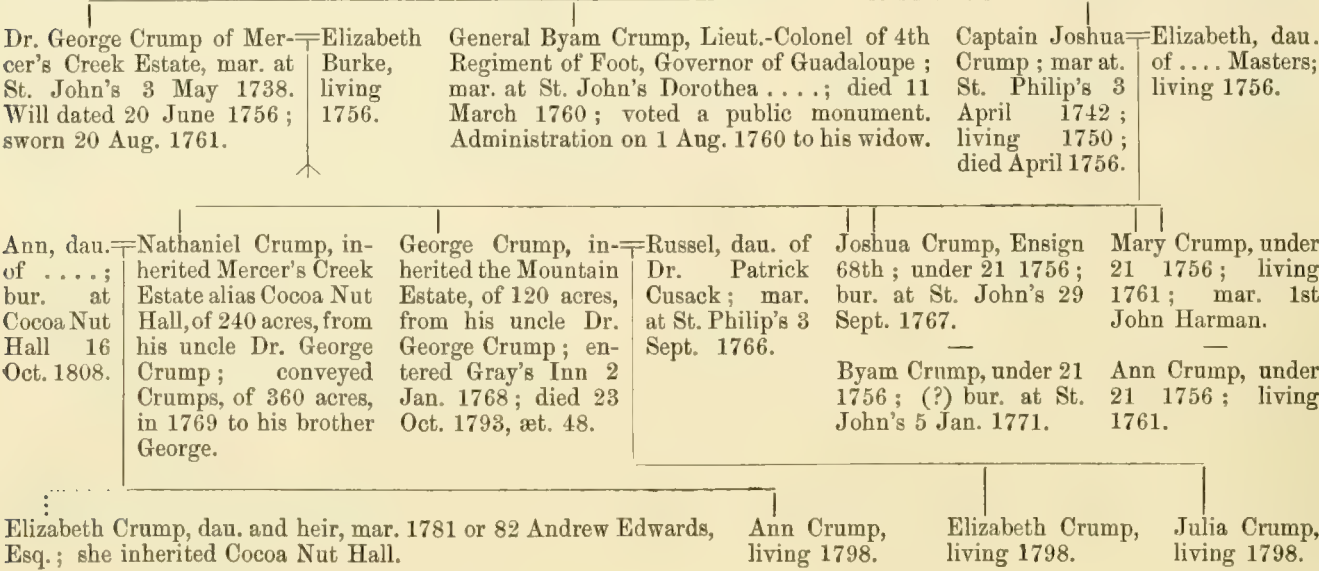 Dr. George Crump of Mer-
cer's Creek Estate, mar. at
St. John's 3 May 1738.
Will dated 20 June 1756 ;
sworn 20 Aug. 1761.
Elizabeth
Burke,
living
1756.
General Byam Crump, Lieut.-Colonel of 4th
Regiment of Foot, Governor of Guadaloupe ;
mar. at St. John's Dorothea . . . . ; died 11
March 1760 ; voted a public monument.
Administration on 1 Aug. 1760 to his widow.
Captain Joshua
Crump ; mar at.
St. Philip's 3
April 1742 ;
living 1750 ;
died April 1756.
Elizabeth, dau.
of . . . . Masters;
living 1756.
Ann, dau.
of . . . . ;
bur. at
Cocoa Nut
Hall 16
Oct. 1808.
Nathaniel Crump, in-
herited Mercer's Creek
Estate alias Cocoa Nut
Hall, of 240 acres, from
his uncle Dr. George
Crump ; conveyed
Crumps, of 360 acres,
in 1769 to his brother
George.
George Crump, in-
herited the Mountain
Estate, of 120 acres,
from his uncle Dr.
George Crump ; en-
tered Gray's Inn 2
Jan. 1768 ; died 23
Oct. 1793, æt. 48.
Russel, dau. of
Dr. Patrick
Cusack ; mar.
at St. Philip's 3
Sept. 1766.
Joshua Crump, Ensign
68th ; under 21 1756 ;
bur. at St. John's 29
Sept. 1767.
—
Byam Crump, under 21
1756 ; (?) bur. at St.
John's 5 Jan. 1771.
Mary Crump, under
21 1756 ; living
1761 ; mar. 1st
John Harman.
—
Ann Crump, under
21 1756 ; living
1761.
Elizabeth Crump, dau. and heir, mar. 1781 or 82 Andrew Edwards,
Esq. ; she inherited Cocoa Nut Hall.
Ann Crump,
living 1798.
Elizabeth Crump,
living 1798.
Julia Crump,
living 1798.